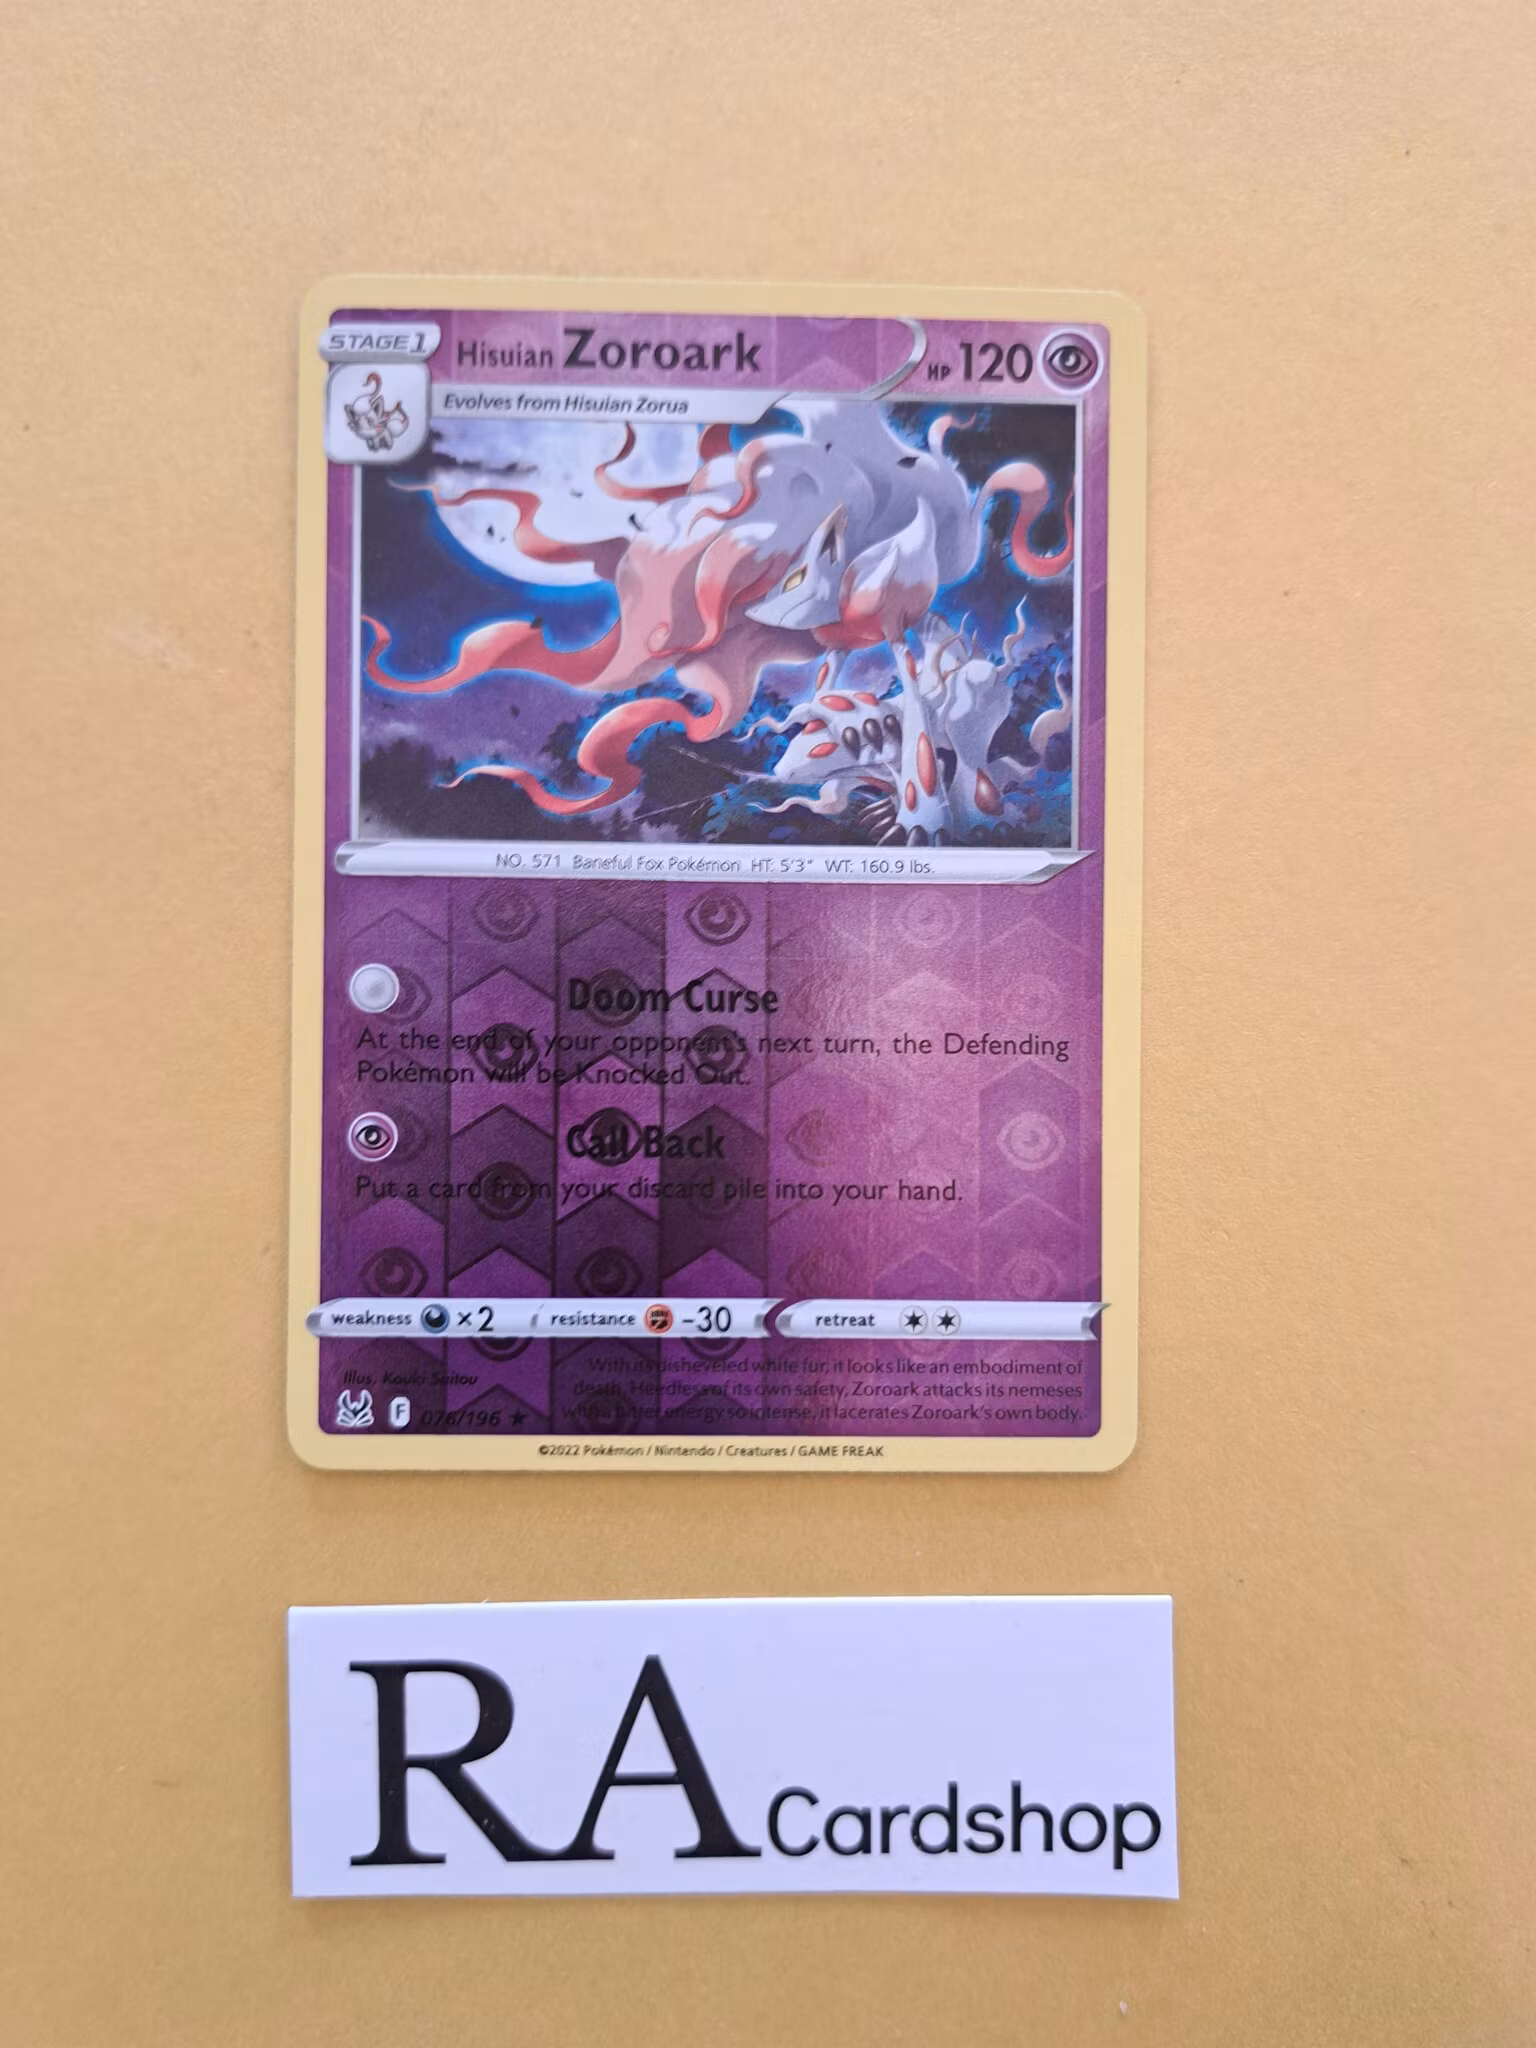 STAGE1
Hisuian Zoroark
HP 120
Evolves from Hisuian Zorua
NO. 571 Baneful Fox Pokémon HT: 5'3" WT: 160.9 lbs.
Doom Curse
At the end of your opponent's next turn, the Defending
Pokémon will be Knocked Out.
Call Back
Put a card from your discard pile into your hand.
weakness ×2 resistance -30 retreat
Illus. Kouki Saitou
With its disheveled white fur, it looks like an embodiment of
death. Heedless of its own safety, Zoroark attacks its nemeses
with a bitter energy so intense, it lacerates Zoroark's own body.
F 076/196 ★
©2022 Pokémon / Nintendo / Creatures / GAME FREAK
RA Cardshop